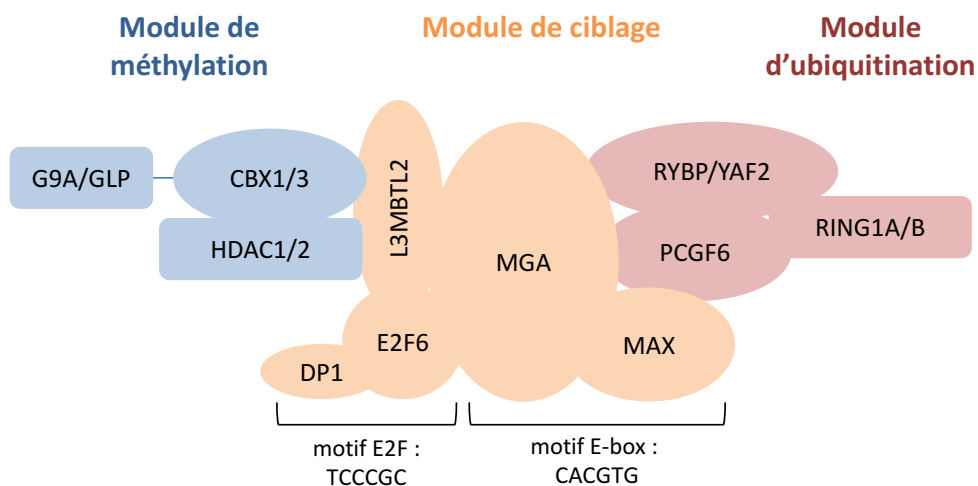 Module de
méthylation
Module de ciblage
Module
d'ubiquitination
G9A/GLP
CBX1/3
HDAC1/2
L3MBTL2
MGA
RYBP/YAF2
PCGF6
RING1A/B
E2F6
DP1
MAX
motif E2F :
TCCCGC
motif E-box :
CACGTG